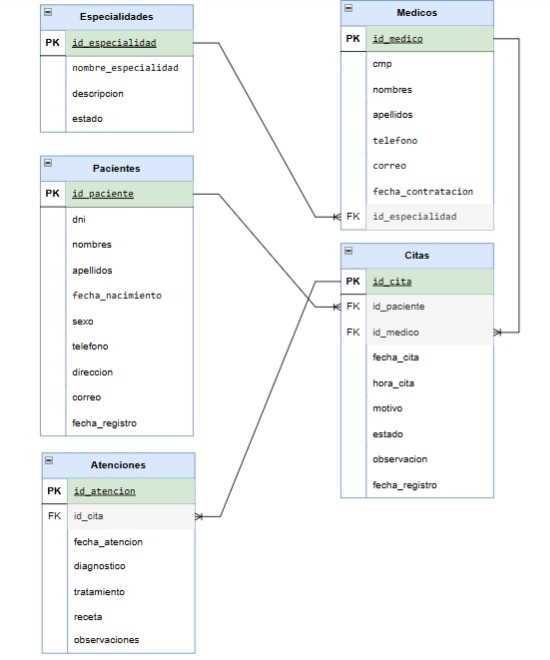 Especialidades
PK id_especialidad
nombre_especialidad
descripcion
estado
Medicos
PK id_medico
cmp
nombres
apellidos
telefono
correo
fecha_contratacion
FK id_especialidad
Pacientes
PK id_paciente
dni
nombres
apellidos
fecha_nacimiento
sexo
telefono
direccion
correo
fecha_registro
Citas
PK id_cita
FK id_paciente
FK id_medico
fecha_cita
hora_cita
motivo
estado
observacion
fecha_registro
Atenciones
PK id_atencion
FK id_cita
fecha_atencion
diagnostico
tratamiento
receta
observaciones